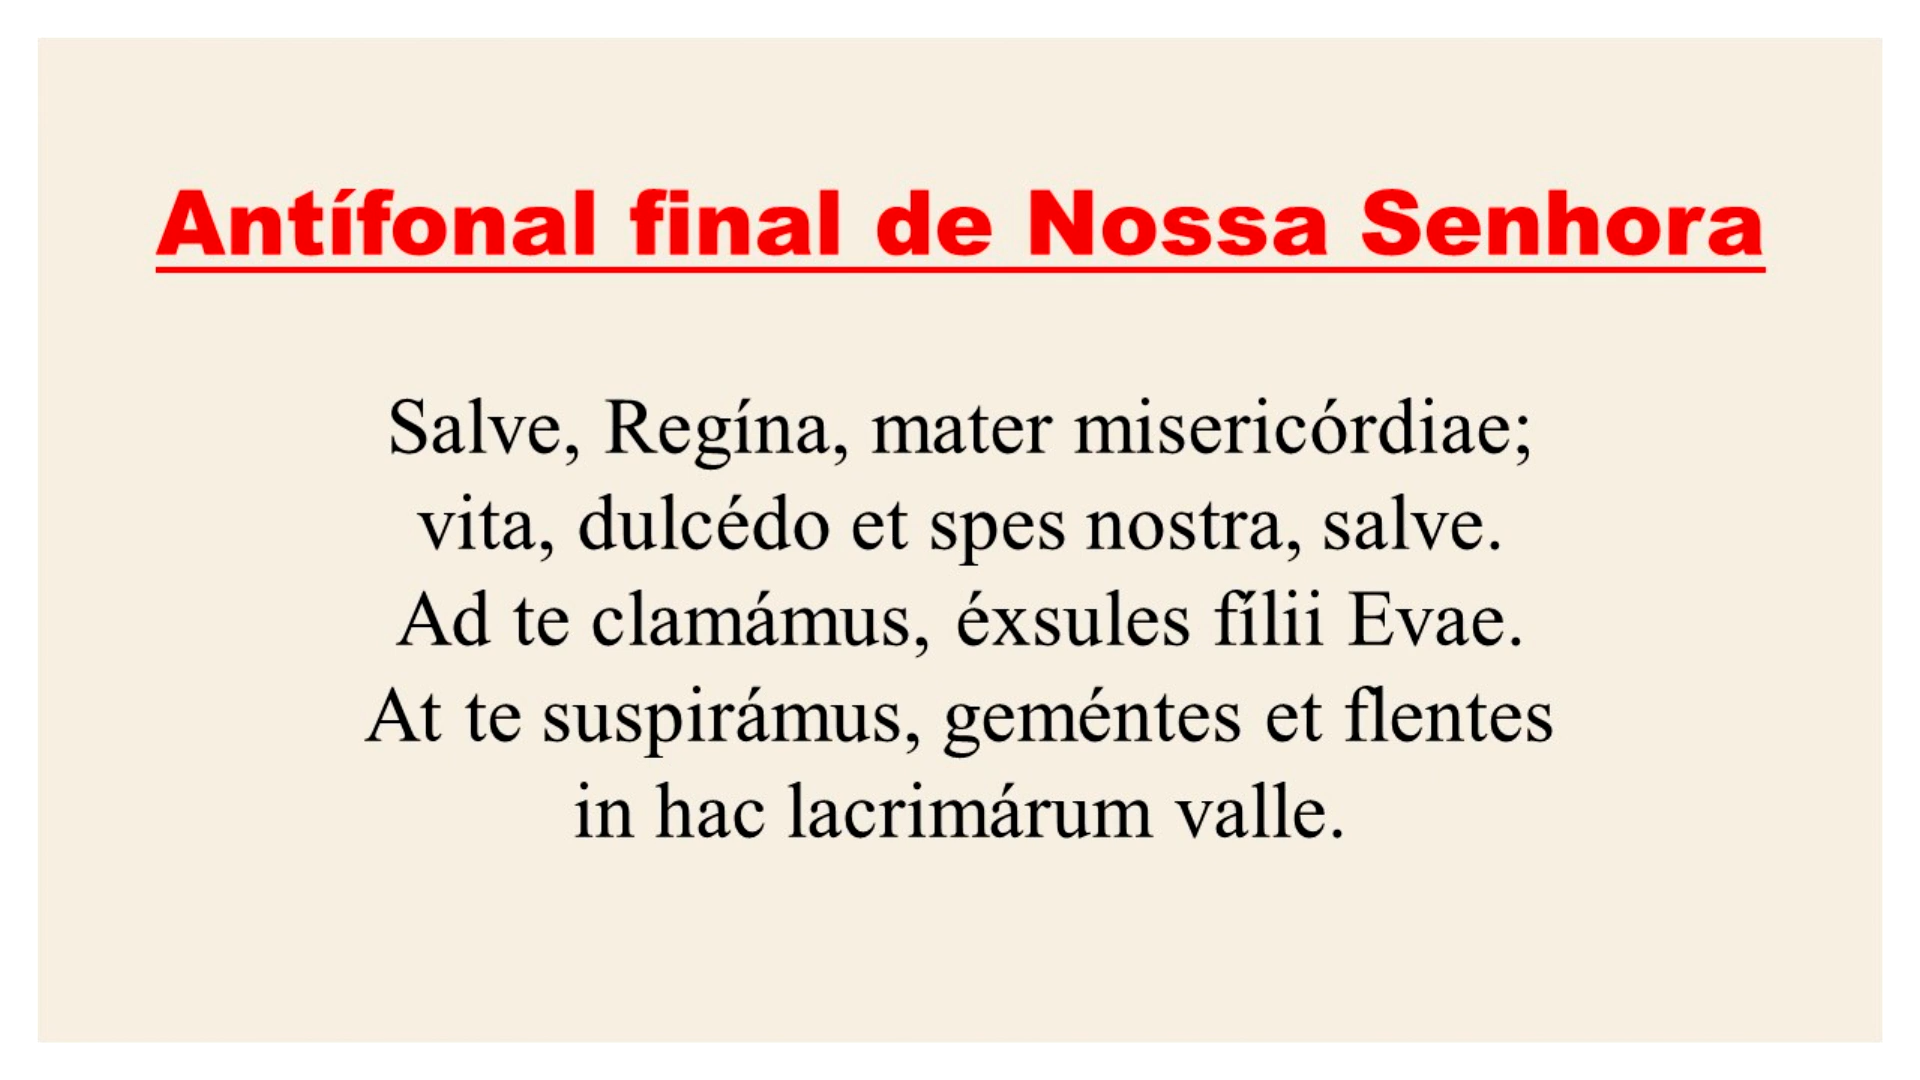 Antífonal final de Nossa Senhora
Salve, Regína, mater misericórdiae;
vita, dulcédo et spes nostra, salve.
Ad te clamámus, éxsules fílii Evae.
At te suspirámus, geméntes et flentes
in hac lacrimárum valle.